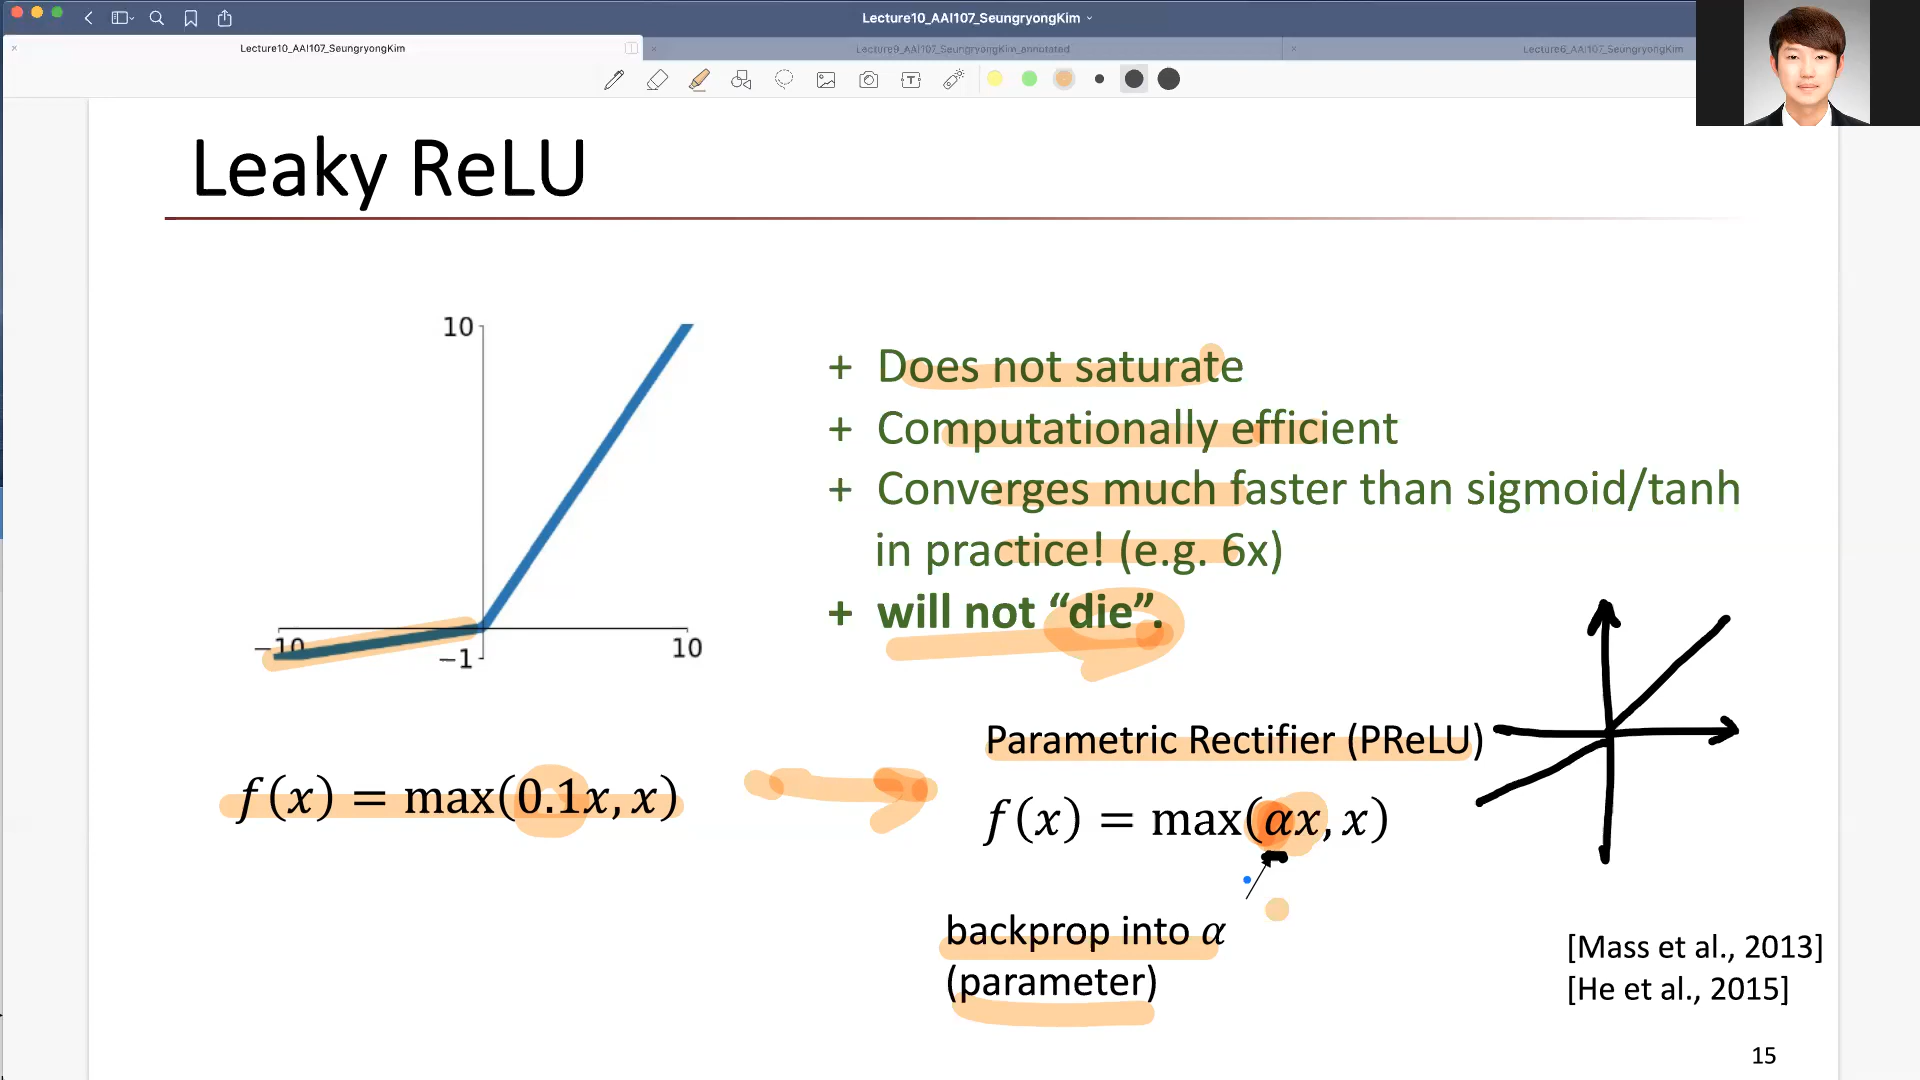 Lecture10_AAI107_SeungryongKim
Lecture10_AAI107_SeungryongKim
Lecture9_AAI107_SeungryongKim_annotated
Lecture6_AAI107_SeungryongKim
Leaky ReLU
10
−10
−1
10
+ Does not saturate
+ Computationally efficient
+ Converges much faster than sigmoid/tanh
in practice! (e.g. 6x)
+ will not “die”.
f(x) = max(0.1x, x)
Parametric Rectifier (PReLU)
f(x) = max(αx, x)
backprop into α
(parameter)
[Mass et al., 2013]
[He et al., 2015]
15